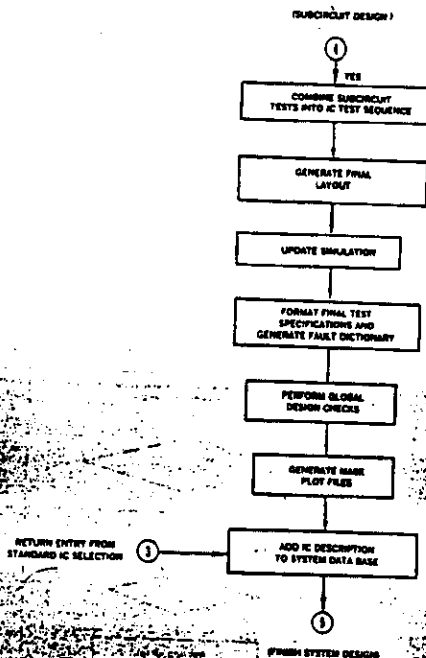 (SUBCIRCUIT DESIGN)
4
YES
COMBINE SUBCIRCUIT
TESTS INTO IC TEST SEQUENCE
GENERATE FINAL
LAYOUT
UPDATE SIMULATION
FORMAT FINAL TEST
SPECIFICATIONS AND
GENERATE FAULT DICTIONARY
PERFORM GLOBAL
DESIGN CHECKS
GENERATE MASK
PLOT FILES
RETURN ENTRY FROM
STANDARD IC SELECTION
3
ADD IC DESCRIPTION
TO SYSTEM DATA BASE
5
(FINISH SYSTEM DESIGN)